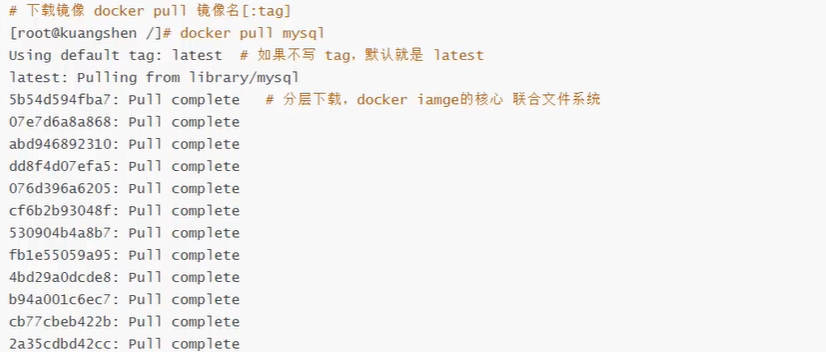 # 下载镜像 docker pull 镜像名[:tag]
[root@kuangshen /]# docker pull mysql
Using default tag: latest  # 如果不写 tag，默认就是 latest
latest: Pulling from library/mysql
5b54d594fba7: Pull complete   # 分层下载，docker iamge的核心 联合文件系统
07e7d6a8a868: Pull complete
abd946892310: Pull complete
dd8f4d07efa5: Pull complete
076d396a6205: Pull complete
cf6b2b93048f: Pull complete
530904b4a8b7: Pull complete
fb1e55059a95: Pull complete
4bd29a0dcde8: Pull complete
b94a001c6ec7: Pull complete
cb77cbeb422b: Pull complete
2a35cdbd42cc: Pull complete